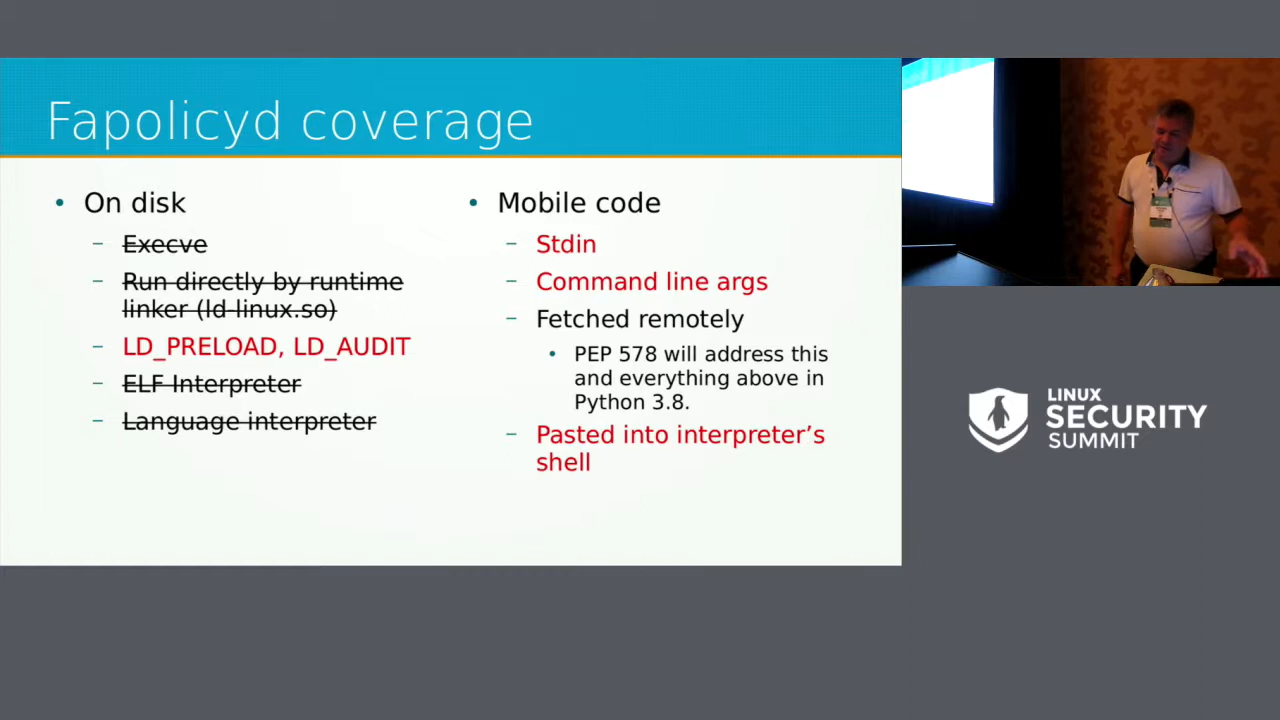 Fapolicyd coverage
On disk
Execve
Run directly by runtime
linker (ld-linux.so)
LD_PRELOAD, LD_AUDIT
ELF Interpreter
Language interpreter
Mobile code
Stdin
Command line args
Fetched remotely
PEP 578 will address this
and everything above in
Python 3.8.
Pasted into interpreter’s
shell
LINUX
SECURITY
SUMMIT